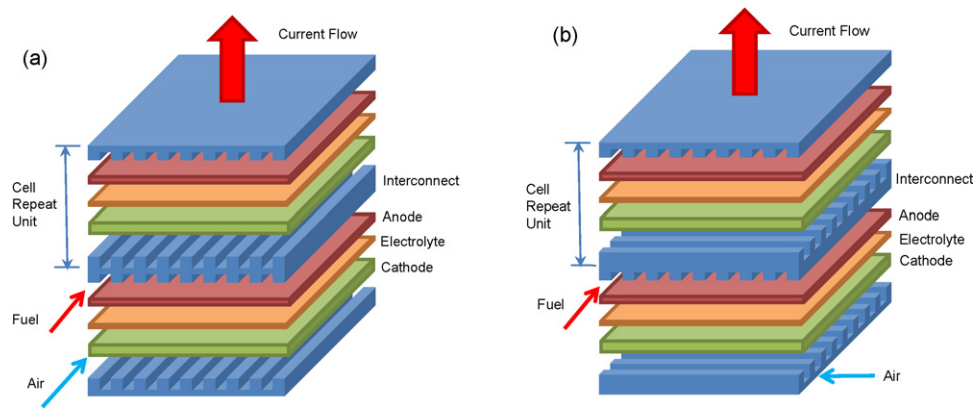 (a)
Current Flow
Cell
Repeat
Unit
Interconnect
Anode
Electrolyte
Cathode
Fuel
Air
(b)
Current Flow
Cell
Repeat
Unit
Interconnect
Anode
Electrolyte
Cathode
Fuel
Air